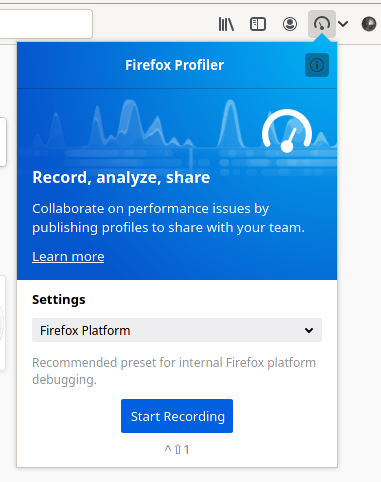 Firefox Profiler
Record, analyze, share
Collaborate on performance issues by
publishing profiles to share with your team.
Learn more
Settings
Firefox Platform
Recommended preset for internal Firefox platform
debugging.
Start Recording
^⇧1